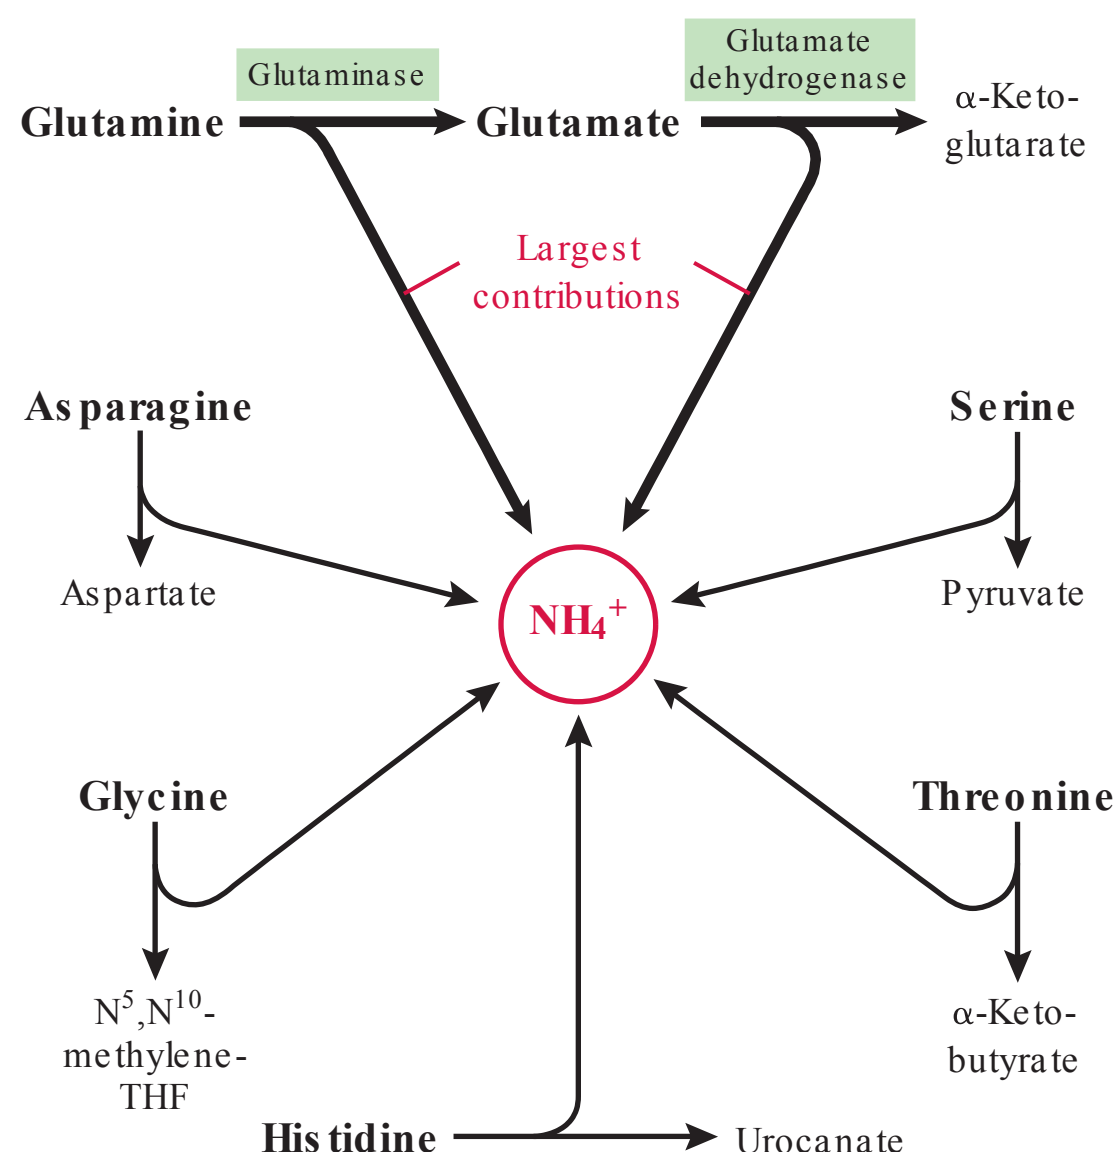 Glutaminase
Glutamate
dehydrogenase
Glutamine
Glutamate
α-Keto-
glutarate
Largest
contributions
Asparagine
Serine
Aspartate
Pyruvate
NH₄⁺
Glycine
Threonine
N⁵,N¹⁰-
methylene-
THF
α-Keto-
butyrate
Histidine
Urocanate